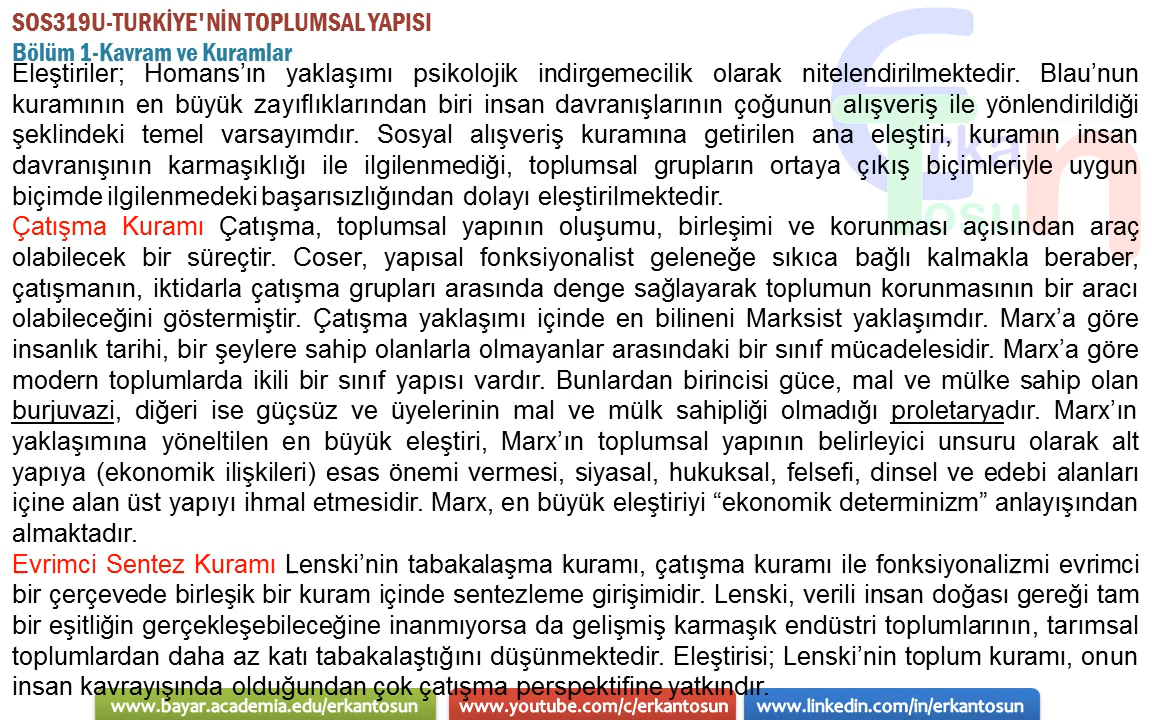 SOS319U-TURKİYE'NİN TOPLUMSAL YAPISI
Bölüm 1-Kavram ve Kuramlar
Eleştiriler; Homans’ın yaklaşımı psikolojik indirgemecilik olarak nitelendirilmektedir. Blau’nun
kuramının en büyük zayıflıklarından biri insan davranışlarının çoğunun alışveriş ile yönlendirildiği
şeklindeki temel varsayımdır. Sosyal alışveriş kuramına getirilen ana eleştiri, kuramın insan
davranışının karmaşıklığı ile ilgilenmediği, toplumsal grupların ortaya çıkış biçimleriyle uygun
biçimde ilgilenmedeki başarısızlığından dolayı eleştirilmektedir.
Çatışma Kuramı Çatışma, toplumsal yapının oluşumu, birleşimi ve korunması açısından araç
olabilecek bir süreçtir. Coser, yapısal fonksiyonalist geleneğe sıkıca bağlı kalmakla beraber,
çatışmanın, iktidarla çatışma grupları arasında denge sağlayarak toplumun korunmasının bir aracı
olabileceğini göstermiştir. Çatışma yaklaşımı içinde en bilineni Marksist yaklaşımdır. Marx’a göre
insanlık tarihi, bir şeylere sahip olanlarla olmayanlar arasındaki bir sınıf mücadelesidir. Marx’a göre
modern toplumlarda ikili bir sınıf yapısı vardır. Bunlardan birincisi güce, mal ve mülke sahip olan
burjuvazi, diğeri ise güçsüz ve üyelerinin mal ve mülk sahipliği olmadığı proletaryadır. Marx’ın
yaklaşımına yöneltilen en büyük eleştiri, Marx’ın toplumsal yapının belirleyici unsuru olarak alt
yapıya (ekonomik ilişkileri) esas önemi vermesi, siyasal, hukuksal, felsefi, dinsel ve edebi alanları
içine alan üst yapıyı ihmal etmesidir. Marx, en büyük eleştiriyi “ekonomik determinizm” anlayışından
almaktadır.
Evrimci Sentez Kuramı Lenski’nin tabakalaşma kuramı, çatışma kuramı ile fonksiyonalizmi evrimci
bir çerçevede birleşik bir kuram içinde sentezleme girişimidir. Lenski, verili insan doğası gereği tam
bir eşitliğin gerçekleşebileceğine inanmıyorsa da gelişmiş karmaşık endüstri toplumlarının, tarımsal
toplumlardan daha az katı tabakalaştığını düşünmektedir. Eleştirisi; Lenski’nin toplum kuramı, onun
insan kavrayışında olduğundan çok çatışma perspektifine yatkındır.
www.bayar.academia.edu/erkantosun www.youtube.com/c/erkantosun www.linkedin.com/in/erkantosun
Erkan
Tosun